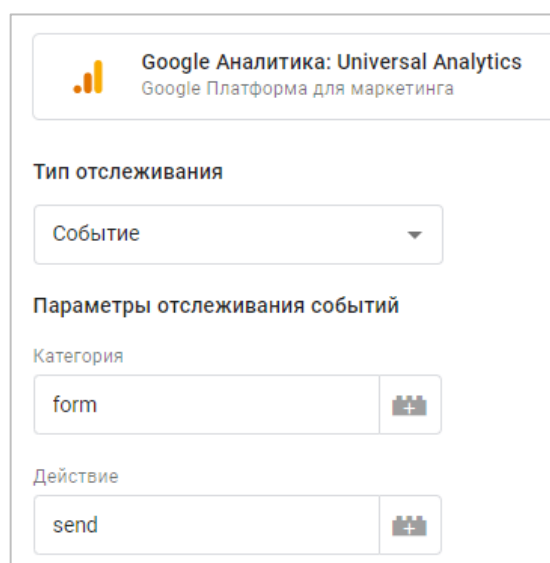 Google Аналитика: Universal Analytics
Google Платформа для маркетинга
Тип отслеживания
Событие
Параметры отслеживания событий
Категория
form
Действие
send